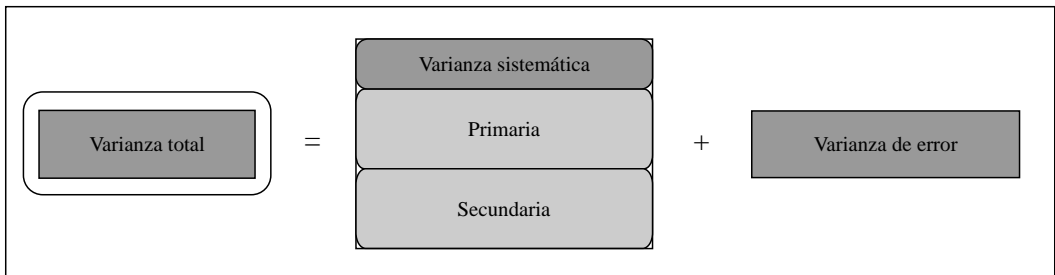 Varianza total
=
Varianza sistemática
Primaria
Secundaria
+
Varianza de error